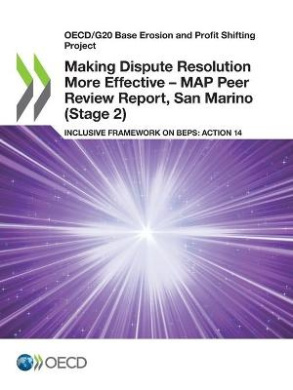 OECD/G20 Base Erosion and Profit Shifting
Project
Making Dispute Resolution
More Effective – MAP Peer
Review Report, San Marino
(Stage 2)
INCLUSIVE FRAMEWORK ON BEPS: ACTION 14
OECD